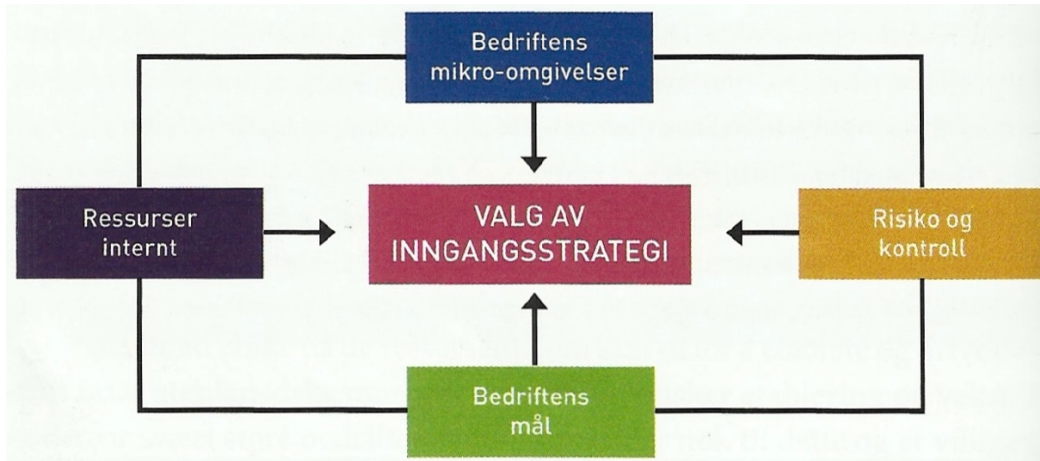 Bedriftens
mikro-omgivelser
Ressurser
internt
VALG AV
INNGANGSSTRATEGI
Risiko og
kontroll
Bedriftens
mål